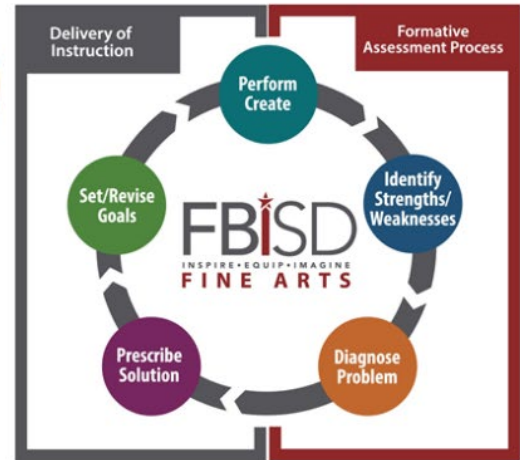 Delivery of
Instruction
Formative
Assessment Process
Perform
Create
Identify
Strengths/
Weaknesses
Diagnose
Problem
Prescribe
Solution
Set/Revise
Goals
FBISD
INSPIRE•EQUIP•IMAGINE
FINE ARTS